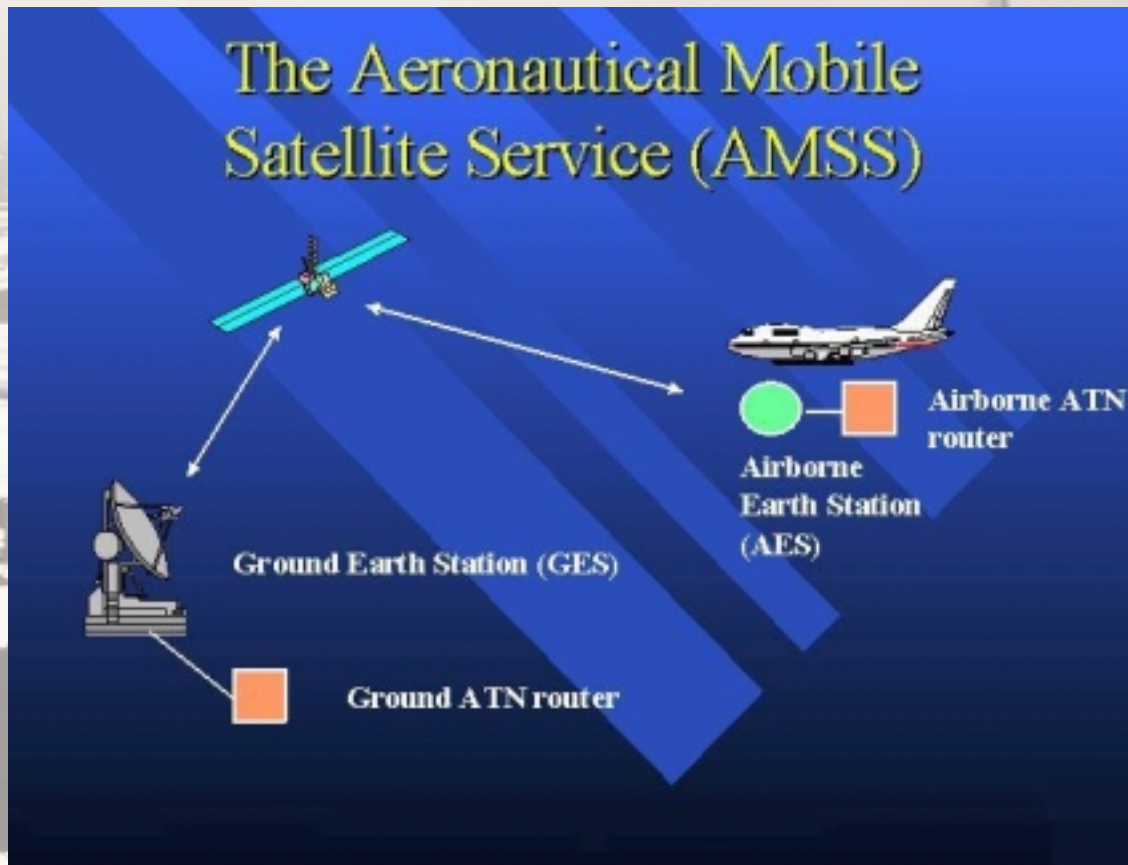 The Aeronautical Mobile
Satellite Service (AMSS)
Airborne ATN
router
Airborne
Earth Station
(AES)
Ground Earth Station (GES)
Ground ATN router